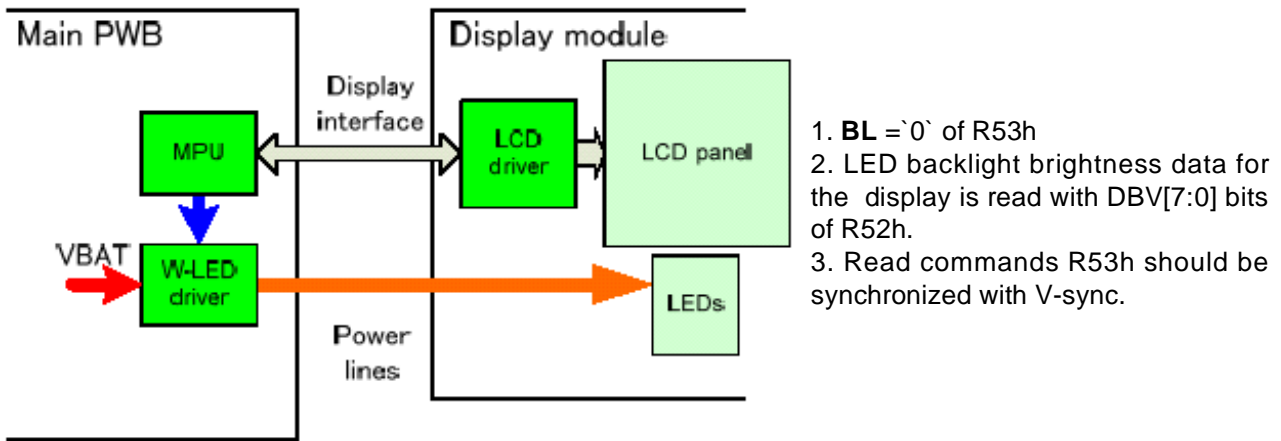 Main PWB
Display module
Display
interface
MPU
LCD
driver
LCD panel
VBAT
W-LED
driver
LEDs
Power
lines
1. BL =`0` of R53h
2. LED backlight brightness data for
the display is read with DBV[7:0] bits
of R52h.
3. Read commands R53h should be
synchronized with V-sync.